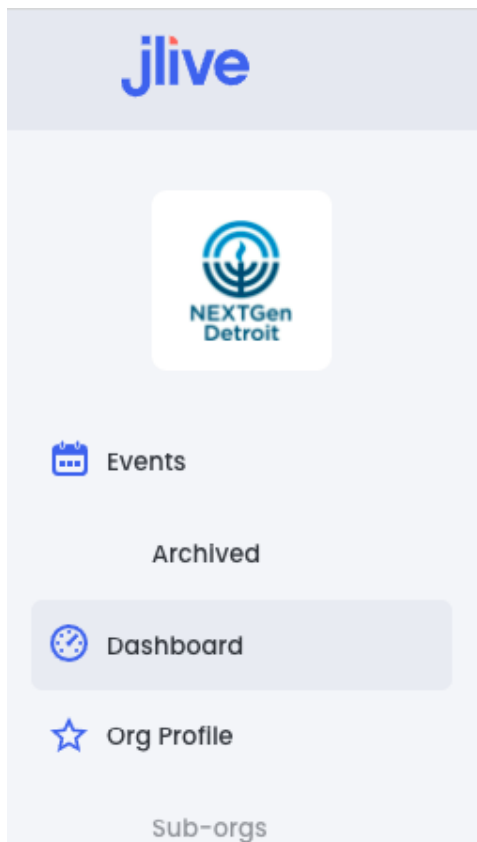 jlive
NEXTGen
Detroit
Events
Archived
Dashboard
Org Profile
Sub-orgs